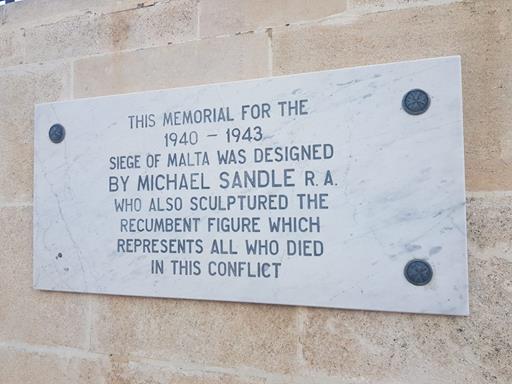 THIS MEMORIAL FOR THE
1940 - 1943
SIEGE OF MALTA WAS DESIGNED
BY MICHAEL SANDLE R.A.
WHO ALSO SCULPTURED THE
RECUMBENT FIGURE WHICH
REPRESENTS ALL WHO DIED
IN THIS CONFLICT